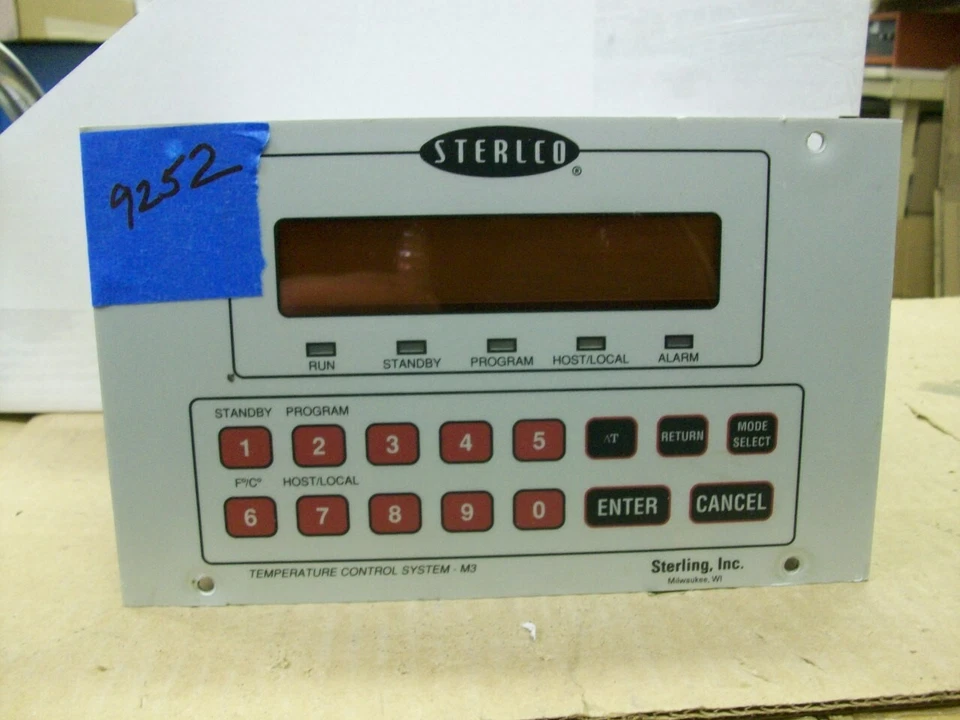 9252
STERLCO®
RUN STANDBY PROGRAM HOST/LOCAL ALARM
STANDBY PROGRAM
1 2 3 4 5 ΔT RETURN MODE SELECT
F°/C° HOST/LOCAL
6 7 8 9 0 ENTER CANCEL
TEMPERATURE CONTROL SYSTEM - M3
Sterling, Inc.
Milwaukee, WI